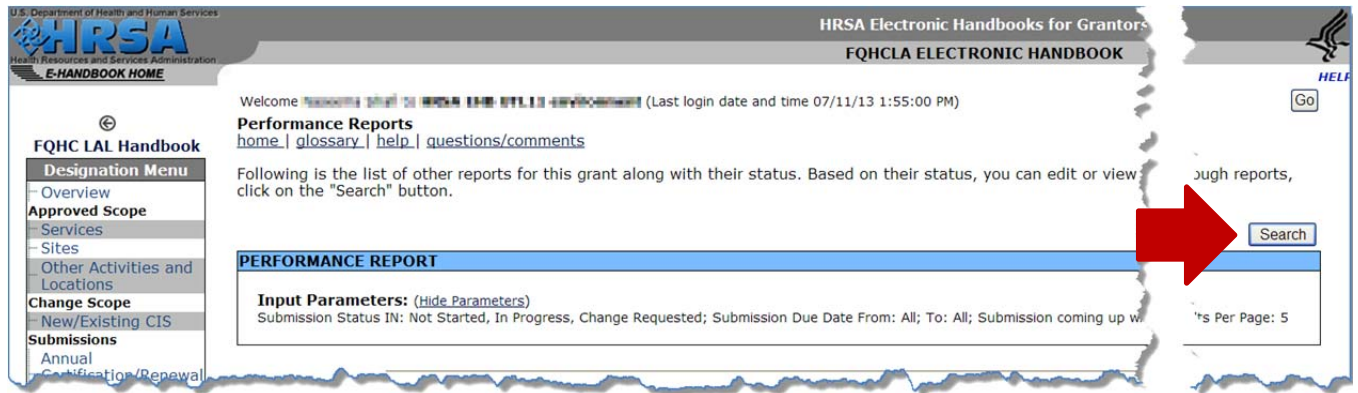 U.S. Department of Health and Human Services
HRSA
Health Resources and Services Administration
E-HANDBOOK HOME
HRSA Electronic Handbooks for Grantors
FQHCLA ELECTRONIC HANDBOOK
HELP
Welcome (Last login date and time 07/11/13 1:55:00 PM)
Go
Performance Reports
home | glossary | help | questions/comments
FQHC LAL Handbook
Designation Menu
Overview
Approved Scope
Services
Sites
Other Activities and
Locations
Change Scope
New/Existing CIS
Submissions
Annual
Certification/Renewal
Following is the list of other reports for this grant along with their status. Based on their status, you can edit or view ough reports,
click on the "Search" button.
Search
PERFORMANCE REPORT
Input Parameters: (Hide Parameters)
Submission Status IN: Not Started, In Progress, Change Requested; Submission Due Date From: All; To: All; Submission coming up w ts Per Page: 5